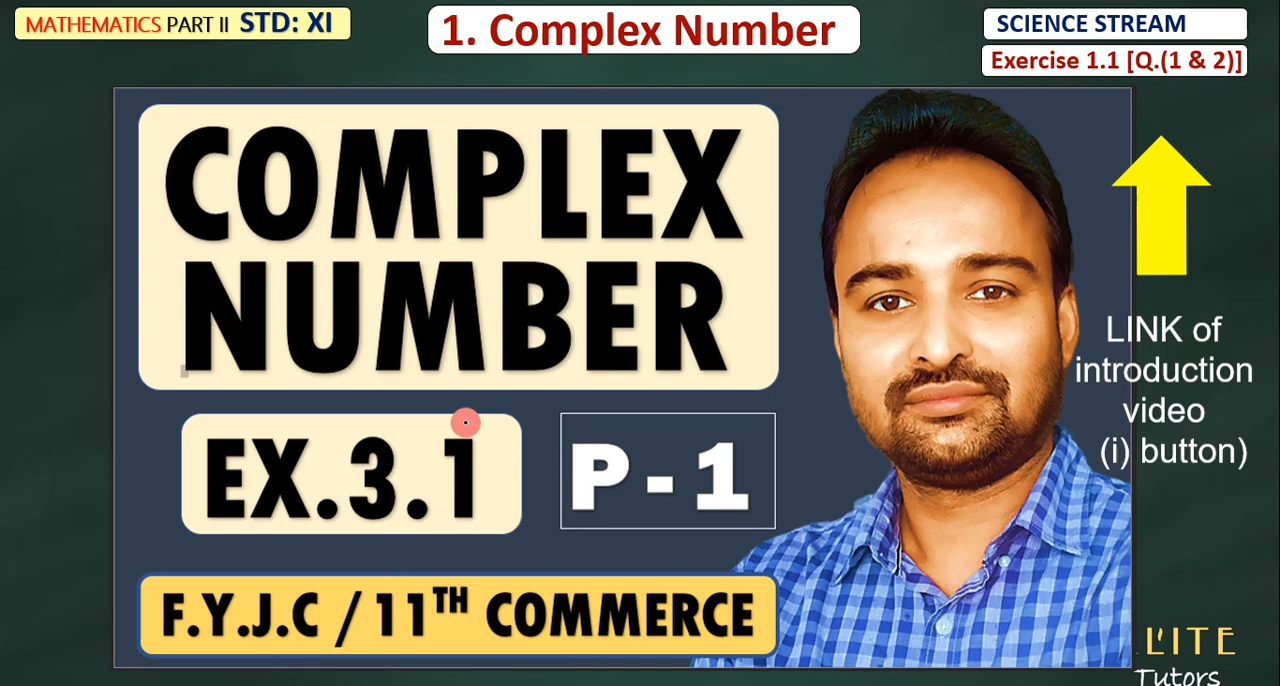 MATHEMATICS PART II STD: XI
1. Complex Number
SCIENCE STREAM
Exercise 1.1 [Q.(1 & 2)]
COMPLEX
NUMBER
EX.3.1
P - 1
F.Y.J.C / 11TH COMMERCE
LINK of
introduction
video
(i) button)
L'ITE
Tutors